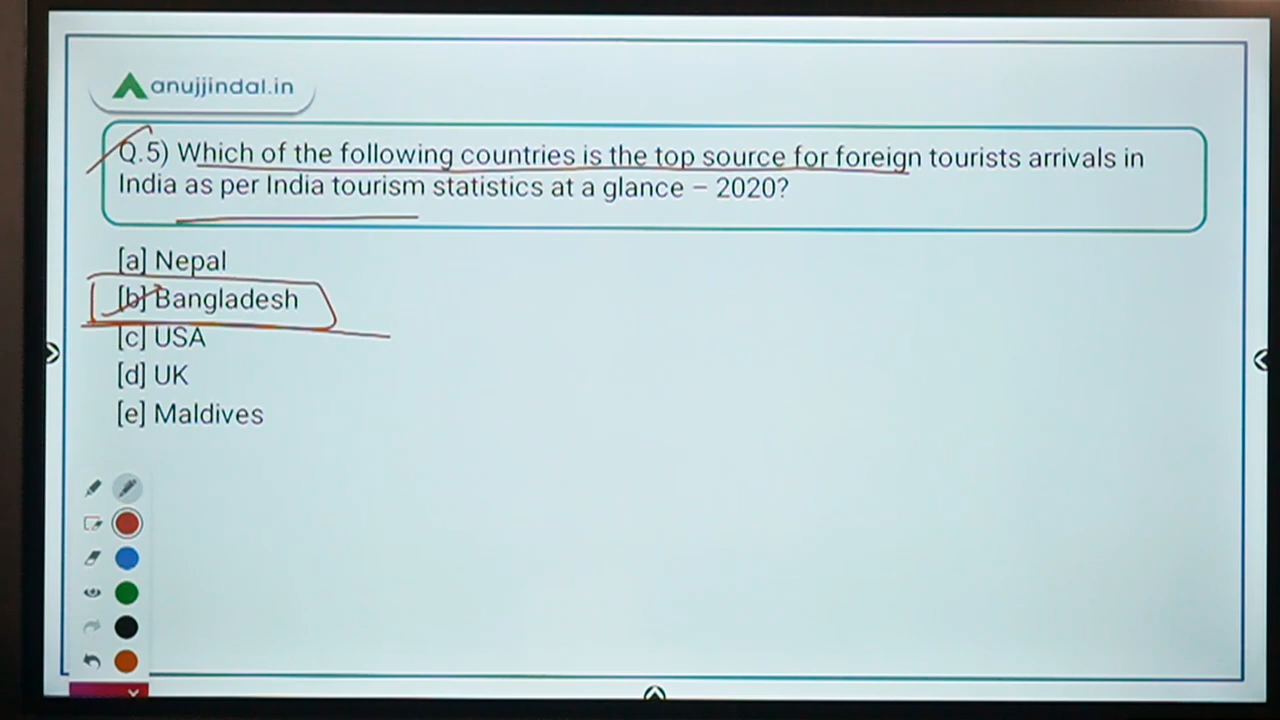 anujjindal.in
Q.5) Which of the following countries is the top source for foreign tourists arrivals in
India as per India tourism statistics at a glance – 2020?
[a] Nepal
[b] Bangladesh
[c] USA
[d] UK
[e] Maldives